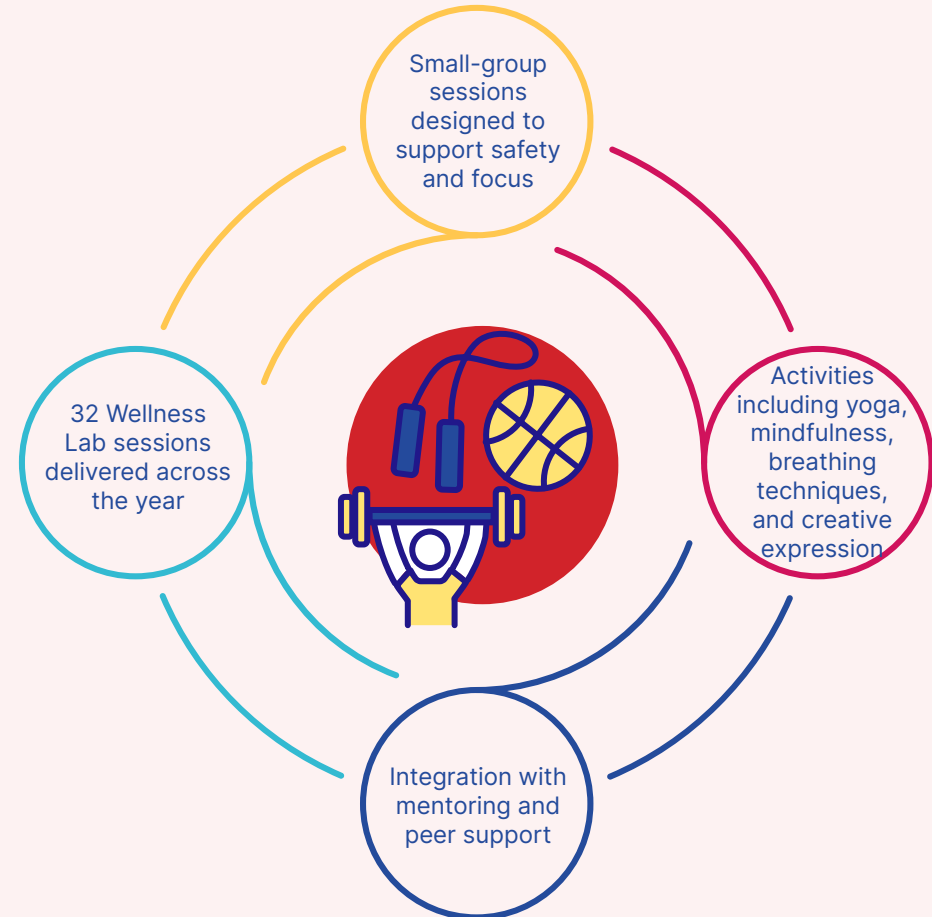 Small-group
sessions
designed to
support safety
and focus
32 Wellness
Lab sessions
delivered across
the year
Activities
including yoga,
mindfulness,
breathing
techniques,
and creative
expression
Integration with
mentoring and
peer support